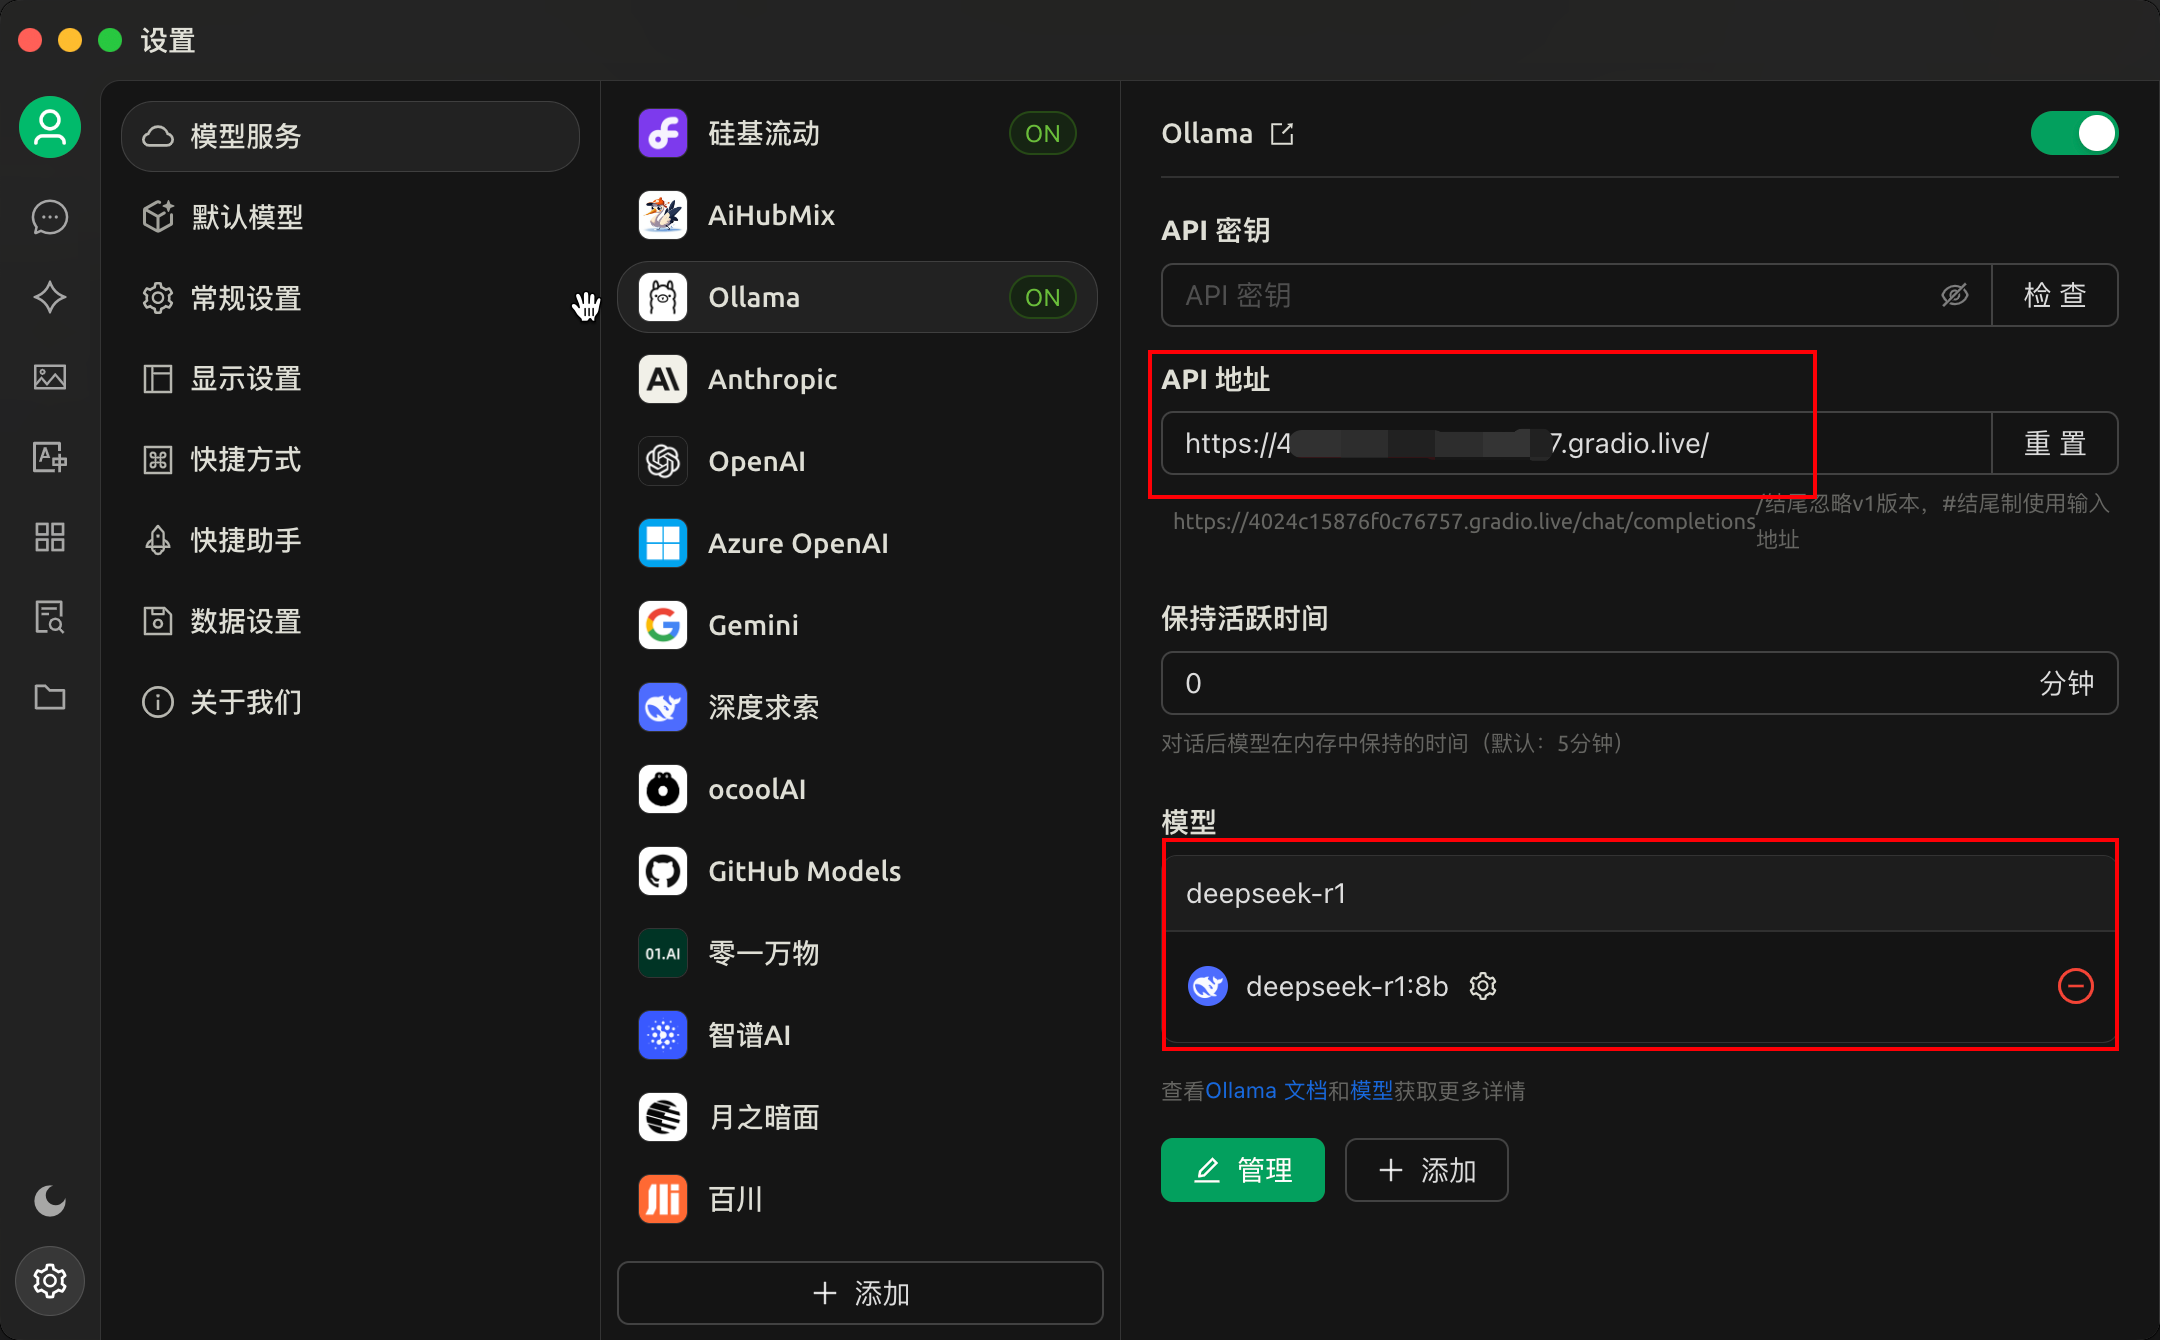 设置
模型服务
默认模型
常规设置
显示设置
快捷方式
快捷助手
数据设置
关于我们
硅基流动 ON
AiHubMix
Ollama ON
Anthropic
OpenAI
Azure OpenAI
Gemini
深度求索
ocoolAI
GitHub Models
01.AI 零一万物
智谱AI
月之暗面
百川
添加
Ollama
API 密钥
API 密钥 检 查
API 地址
https://4 7.gradio.live/ 重 置
https://4024c15876f0c76757.gradio.live/chat/completions
/结尾忽略v1版本，#结尾制使用输入
地址
保持活跃时间
0 分钟
对话后模型在内存中保持的时间（默认：5分钟）
模型
deepseek-r1
deepseek-r1:8b
查看Ollama 文档和模型获取更多详情
管理 添加